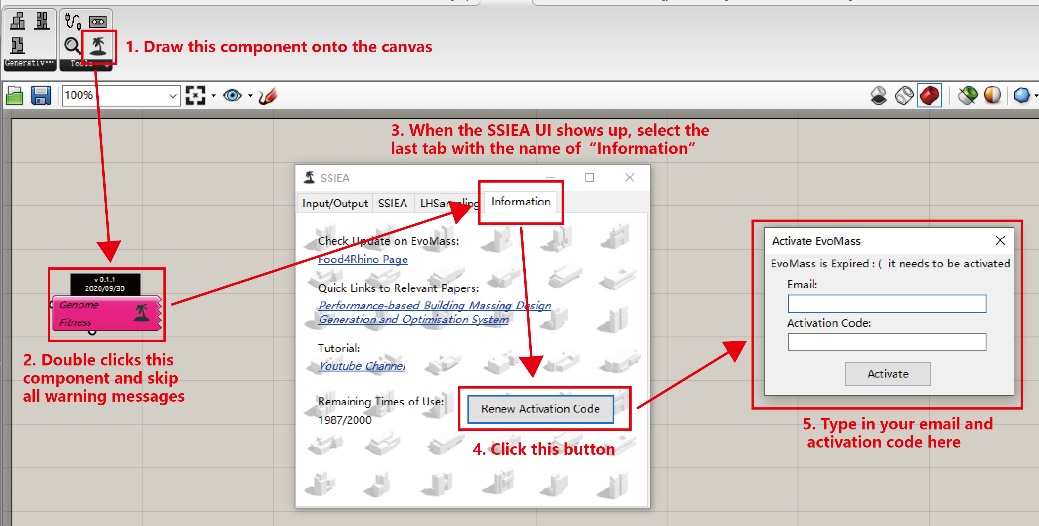 1. Draw this component onto the canvas
Generativ···
Tools
100%
3. When the SSIEA UI shows up, select the
last tab with the name of "Information"
SSIEA
Input/Output
SSIEA
LHSampling
Information
Check Update on EvoMass:
Food4Rhino Page
Quick Links to Relevant Papers:
Performance-based Building Massing Design
Generation and Optimisation System
Tutorial:
Youtube Channel
Remaining Times of Use:
1987/2000
Renew Activation Code
4. Click this button
v 0.1.1
2020/09/30
Genome
Fitness
2. Double clicks this
component and skip
all warning messages
Activate EvoMass
EvoMass is Expired : ( it needs to be activated
Email:
Activation Code:
Activate
5. Type in your email and
activation code here